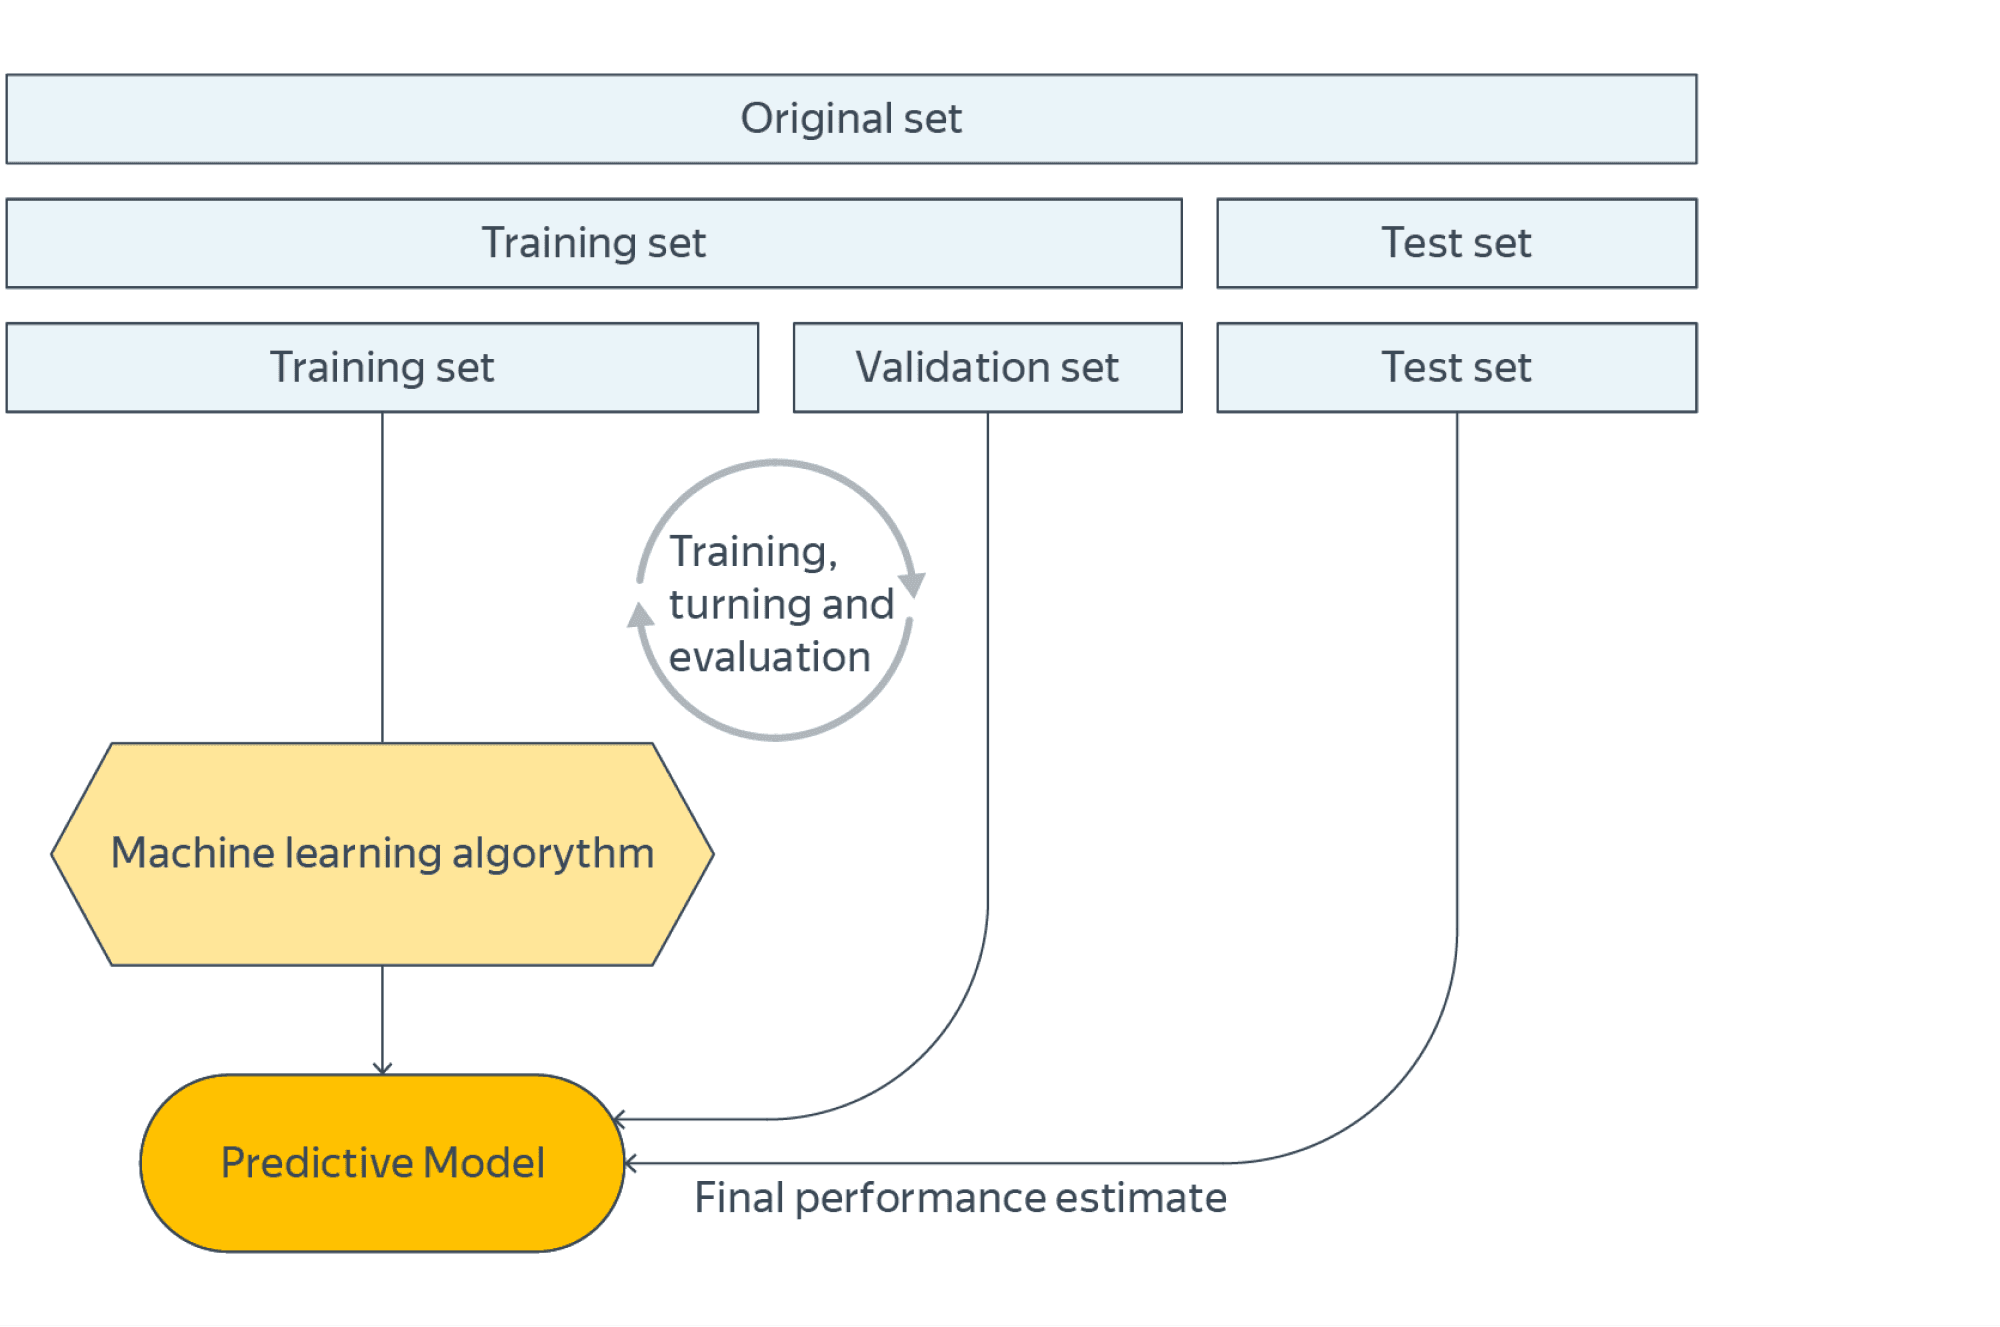 Original set
Training set
Test set
Training set
Validation set
Test set
Training,
turning and
evaluation
Machine learning algorythm
Predictive Model
Final performance estimate